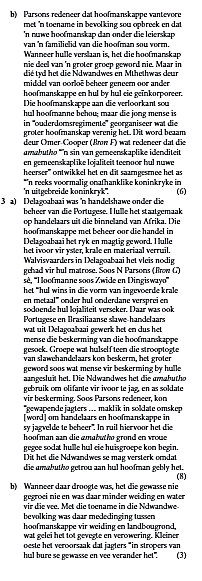 b) Parsons redeneer dat hoofmanskappe vantevore
met 'n toename in bevolking sou opbreek en dat
'n nuwe hoofmanskap dan onder die leierskap
van 'n familielid van die hoofman sou vorm.
Wanneer hulle verslaan is, het die hoofmanskap
nie deel van 'n groter groep geword nie. Maar in
dié tyd het die Ndwandwes en Mthethwas deur
middel van oorloë beheer geneem oor ander
hoofmanskappe en hul by hul eie geïnkorporeer.
Die hoofmanskappe aan die verloorkant sou
hul hoofmanne behou; maar die jong mense is
in "ouderdomsregimente" georganiseer wat die
groter hoofmanskap verenig het. Dit word beaam
deur Omer-Cooper (Bron F) wat redeneer dat die
amabutho "'n sin van gemeenskaplike identiteit
en gemeenskaplike lojaliteit teenoor hul nuwe
heerser" ontwikkel het en dit saamgesmee het as
"'n reeks voormalig onafhanklike koninkryke in
'n uitgebreide koninkryk". (6)
3 a) Delagoabaai was 'n handelshawe onder die
beheer van die Portugese. Hulle het staatgemaak
op handelaars uit die binneland van Afrika. Die
hoofmanskappe met beheer oor die handel in
Delagoabaai het ryk en magtig geword. Hulle
het ivoor vir yster, krale en materiaal verruil.
Walvisvaarders in Delagoabaai het vleis nodig
gehad vir hul matrose. Soos N Parsons (Bron G)
sê, "Hoofmanne soos Zwide en Dingiswayo"
het "hul wins in die vorm van ingevoerde krale
en metaal" onder hul onderdane versprei en
sodoende hul lojaliteit verseker. Daar was ook
Portugese en Brasiliaanse slawe-handelaars
wat uit Delagoabaai gewerk het en dus het
mense die beskerming van die hoofmanskappe
gesoek. Groepe wat hulself teen die strooptogte
van slawehandelaars kon beskerm, het groter
geword soos wat mense vir beskerming by hulle
aangesluit het. Die Ndwandwes het die amabutho
gebruik om olifante vir ivoor te jag, en as soldate
vir beskerming. Soos Parsons redeneer, kon
"gewapende jagters … maklik in soldate omskep
[word] om handelaars en hoofmanskappe in
sy jagvelde te beheer". In ruil hiervoor het die
hoofman aan die amabutho grond en vroue
gegee sodat hulle hul eie huisgroepe kon begin.
Dit het die Ndwandwes se mag versterk omdat
die amabutho getrou aan hul hoofman gebly het.
(8)
b) Wanneer daar droogte was, het die gewasse nie
gegroei nie en was daar minder weiding en water
vir die vee. Met die toename in die Ndwandwe-
bevolking was daar mededinging tussen
hoofmanskappe vir weiding en landbougrond,
wat gelei het tot gevegte en verowering. Kleiner
oeste het veroorsaak dat jagters "in stropers van
hul bure se gewasse en vee verander het". (3)